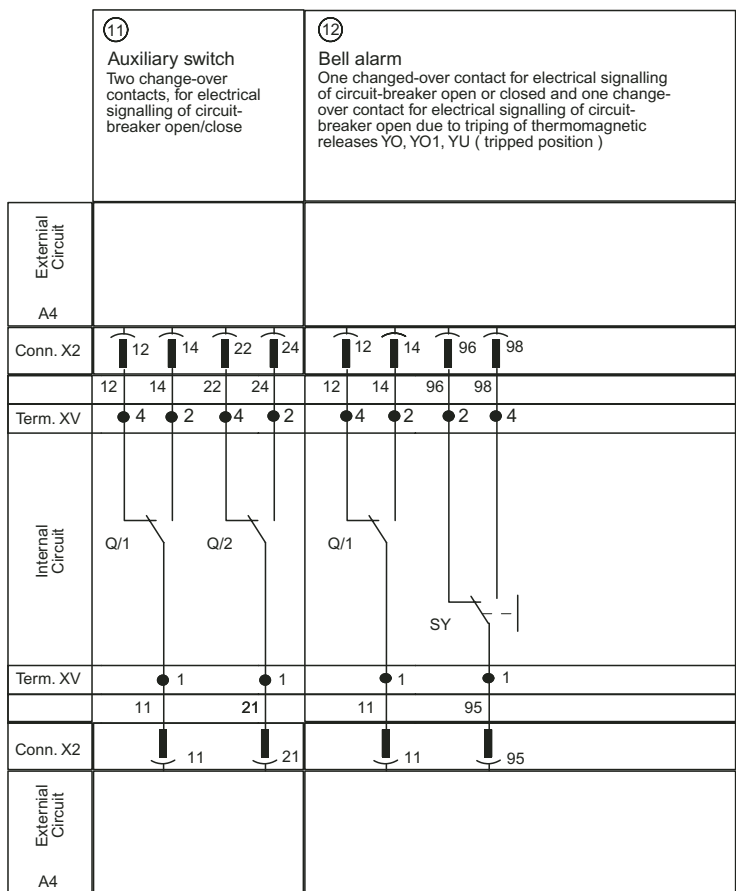 11
Auxiliary switch
Two change-over
contacts, for electrical
signalling of circuit-
breaker open/close
12
Bell alarm
One changed-over contact for electrical signalling
of circuit-breaker open or closed and one change-
over contact for electrical signalling of circuit-
breaker open due to triping of thermomagnetic
releases YO, YO1, YU ( tripped position )
Externial
Circuit
A4
Conn. X2
12 14 22 24 12 14 96 98
12 14 22 24 12 14 96 98
Term. XV
4 2 4 2 4 2 2 4
Internal
Circuit
Q/1 Q/2 Q/1
SY
Term. XV
1 1 1 1
11 21 11 95
Conn. X2
11 21 11 95
Externial
Circuit
A4